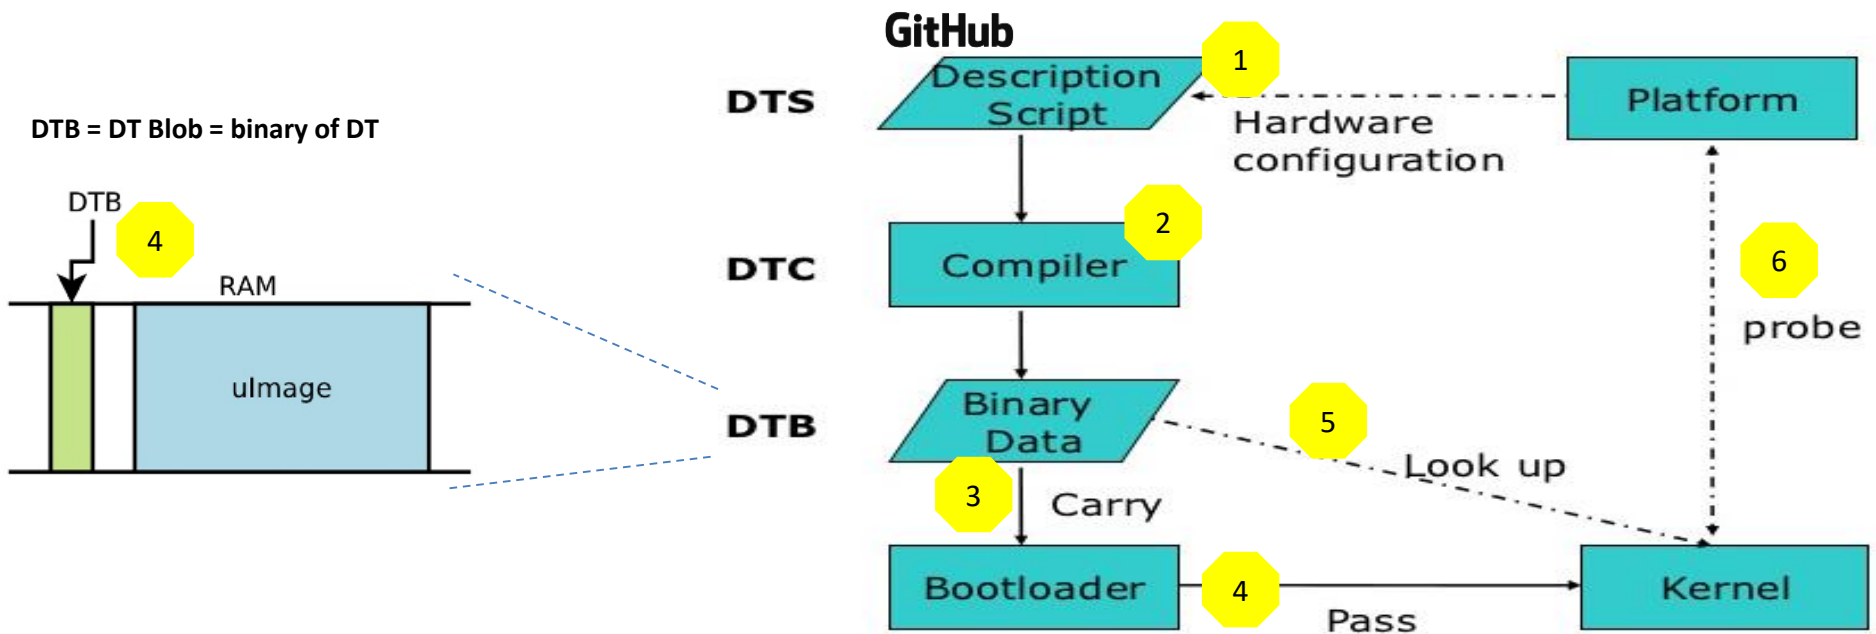 GitHub
1
DTS
Description
Script
Platform
Hardware
configuration
DTB = DT Blob = binary of DT
DTB
4
2
DTC
Compiler
6
RAM
probe
uImage
DTB
Binary
Data
5
Look up
3
Carry
Bootloader
4
Kernel
Pass